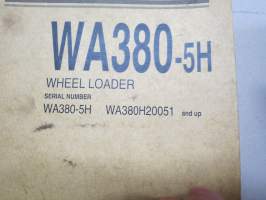 WA380-5H
WHEEL LOADER
SERIAL NUMBER
WA380-5H WA380H20051 and up